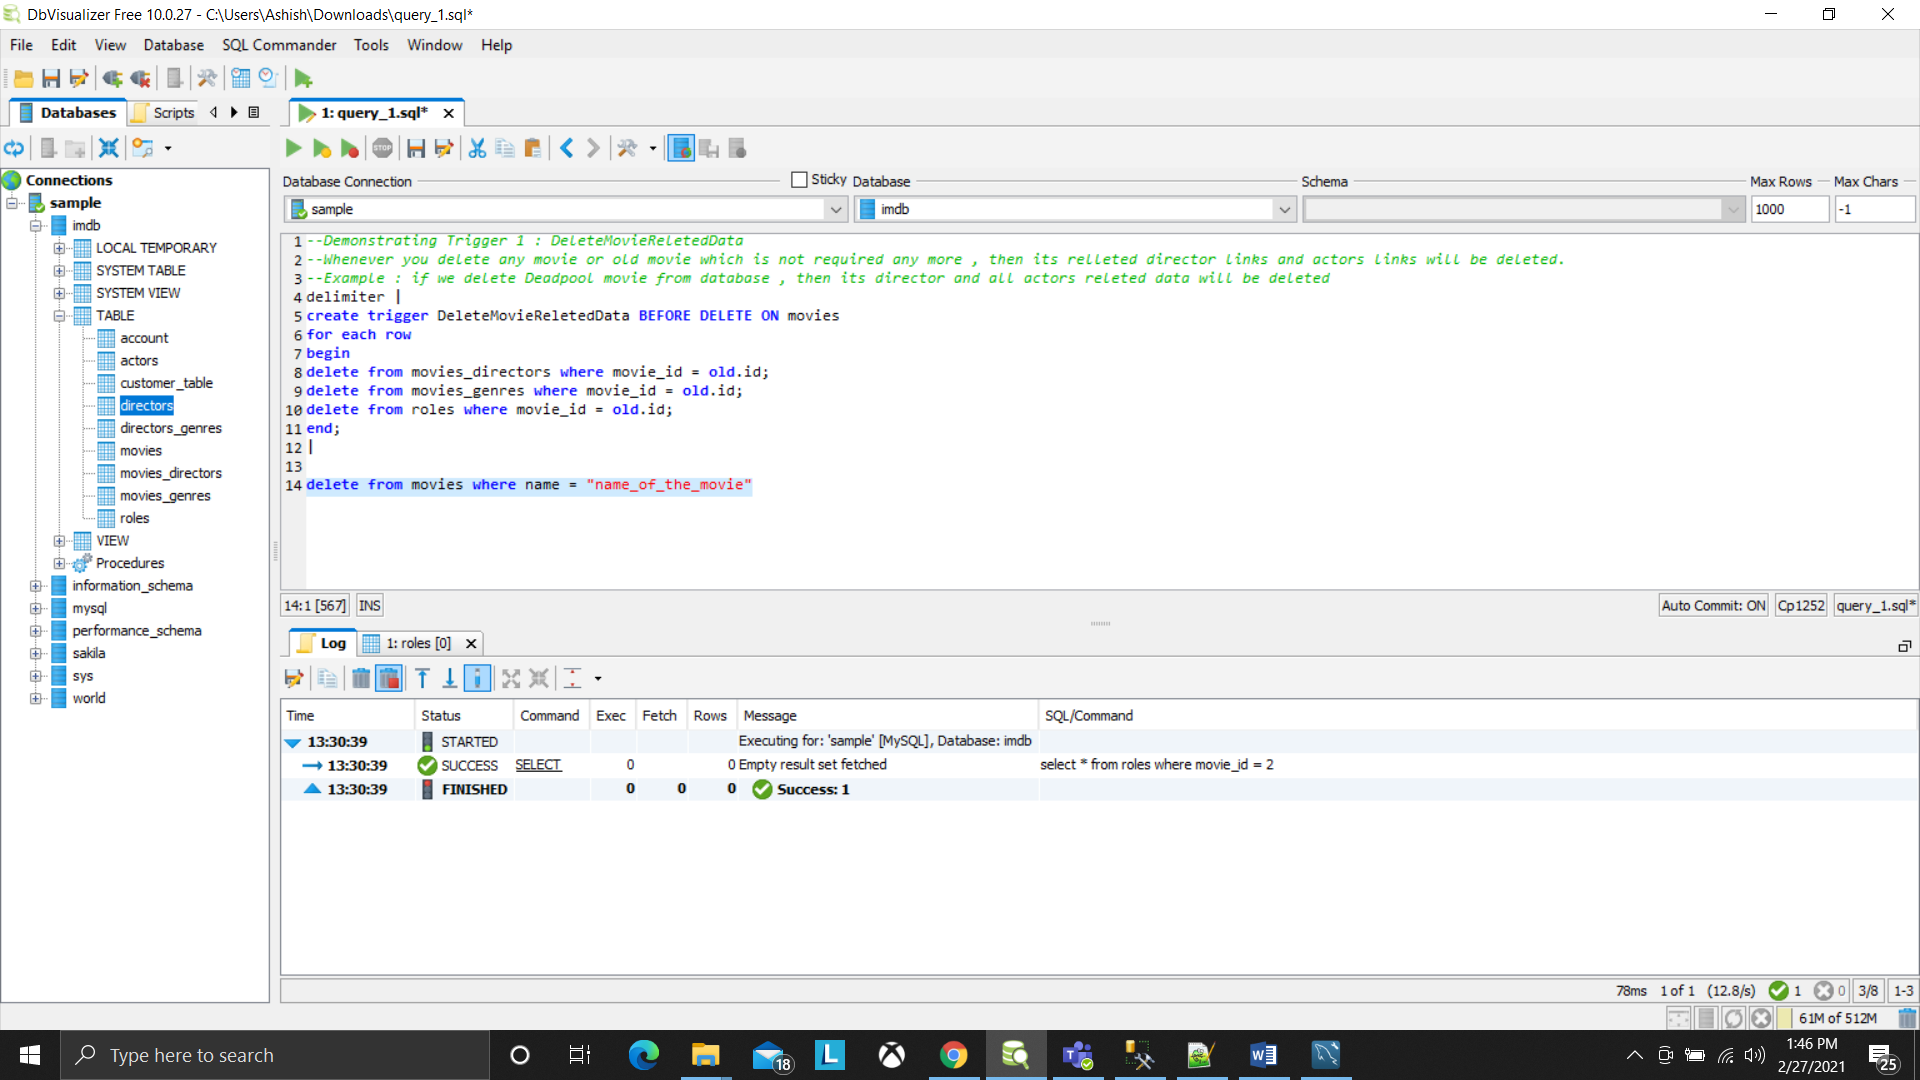 DbVisualizer Free 10.0.27 - C:\Users\Ashish\Downloads\query_1.sql*
File Edit View Database SQL Commander Tools Window Help
Databases Scripts 1: query_1.sql*
STOP
Connections
sample
imdb
LOCAL TEMPORARY
SYSTEM TABLE
SYSTEM VIEW
TABLE
account
actors
customer_table
directors
directors_genres
movies
movies_directors
movies_genres
roles
VIEW
Procedures
information_schema
mysql
performance_schema
sakila
sys
world
Database Connection Sticky Database Schema Max Rows Max Chars
sample imdb 1000 -1
1 --Demonstrating Trigger 1 : DeleteMovieReletedData
2 --Whenever you delete any movie or old movie which is not required any more , then its relleted director links and actors links will be deleted.
3 --Example : if we delete Deadpool movie from database , then its director and all actors releted data will be deleted
4 delimiter |
5 create trigger DeleteMovieReletedData BEFORE DELETE ON movies
6 for each row
7 begin
8 delete from movies_directors where movie_id = old.id;
9 delete from movies_genres where movie_id = old.id;
10 delete from roles where movie_id = old.id;
11 end;
12 |
13
14 delete from movies where name = "name_of_the_movie"
14:1 [567] INS Auto Commit: ON Cp1252 query_1.sql*
Log 1: roles [0]
Time Status Command Exec Fetch Rows Message SQL/Command
13:30:39 STARTED Executing for: 'sample' [MySQL], Database: imdb
13:30:39 SUCCESS SELECT 0 0 Empty result set fetched select * from roles where movie_id = 2
13:30:39 FINISHED 0 0 0 Success: 1
78ms 1 of 1 (12.8/s) 1 0 3/8 1-3
61M of 512M
Type here to search
18
L
1:46 PM
2/27/2021
25